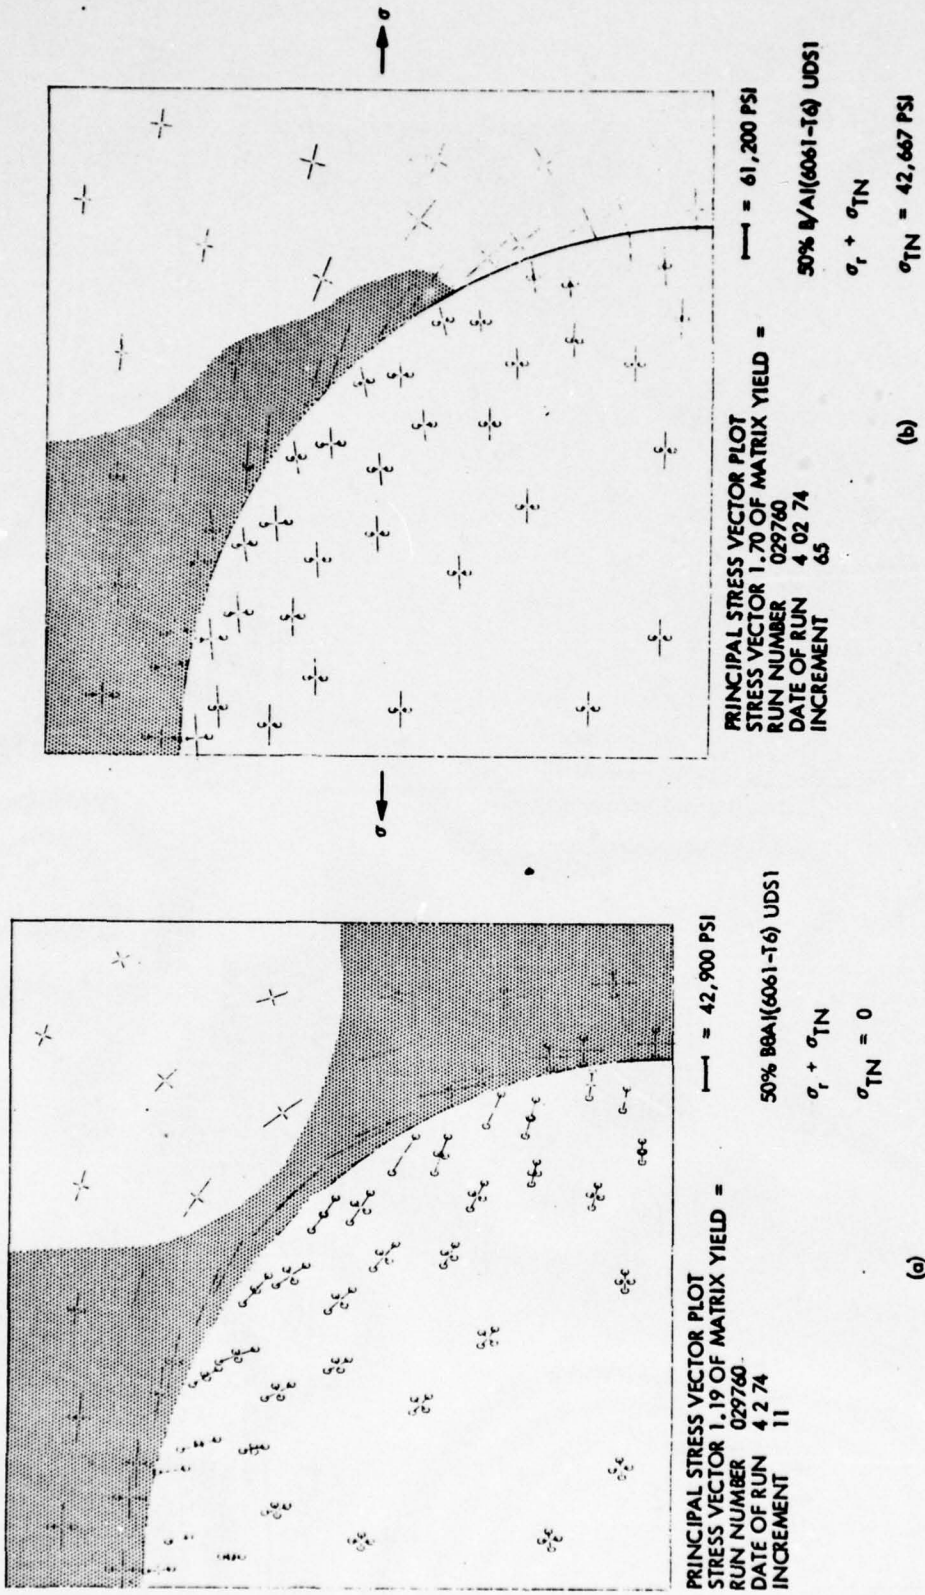 PRINCIPAL STRESS VECTOR PLOT
STRESS VECTOR 1.19 OF MATRIX YIELD = = 42,900 PSI
RUN NUMBER 029760
DATE OF RUN 4 2 74
INCREMENT 11
50% B@Al(6061-T6) UDS1
σr + σTN
σTN = 0
(a)
σ
σ
PRINCIPAL STRESS VECTOR PLOT
STRESS VECTOR 1.70 OF MATRIX YIELD = = 61,200 PSI
RUN NUMBER 029760
DATE OF RUN 4 02 74
INCREMENT 65
50% B/Al(6061-T6) UDS1
σr + σTN
σTN = 42,667 PSI
(b)